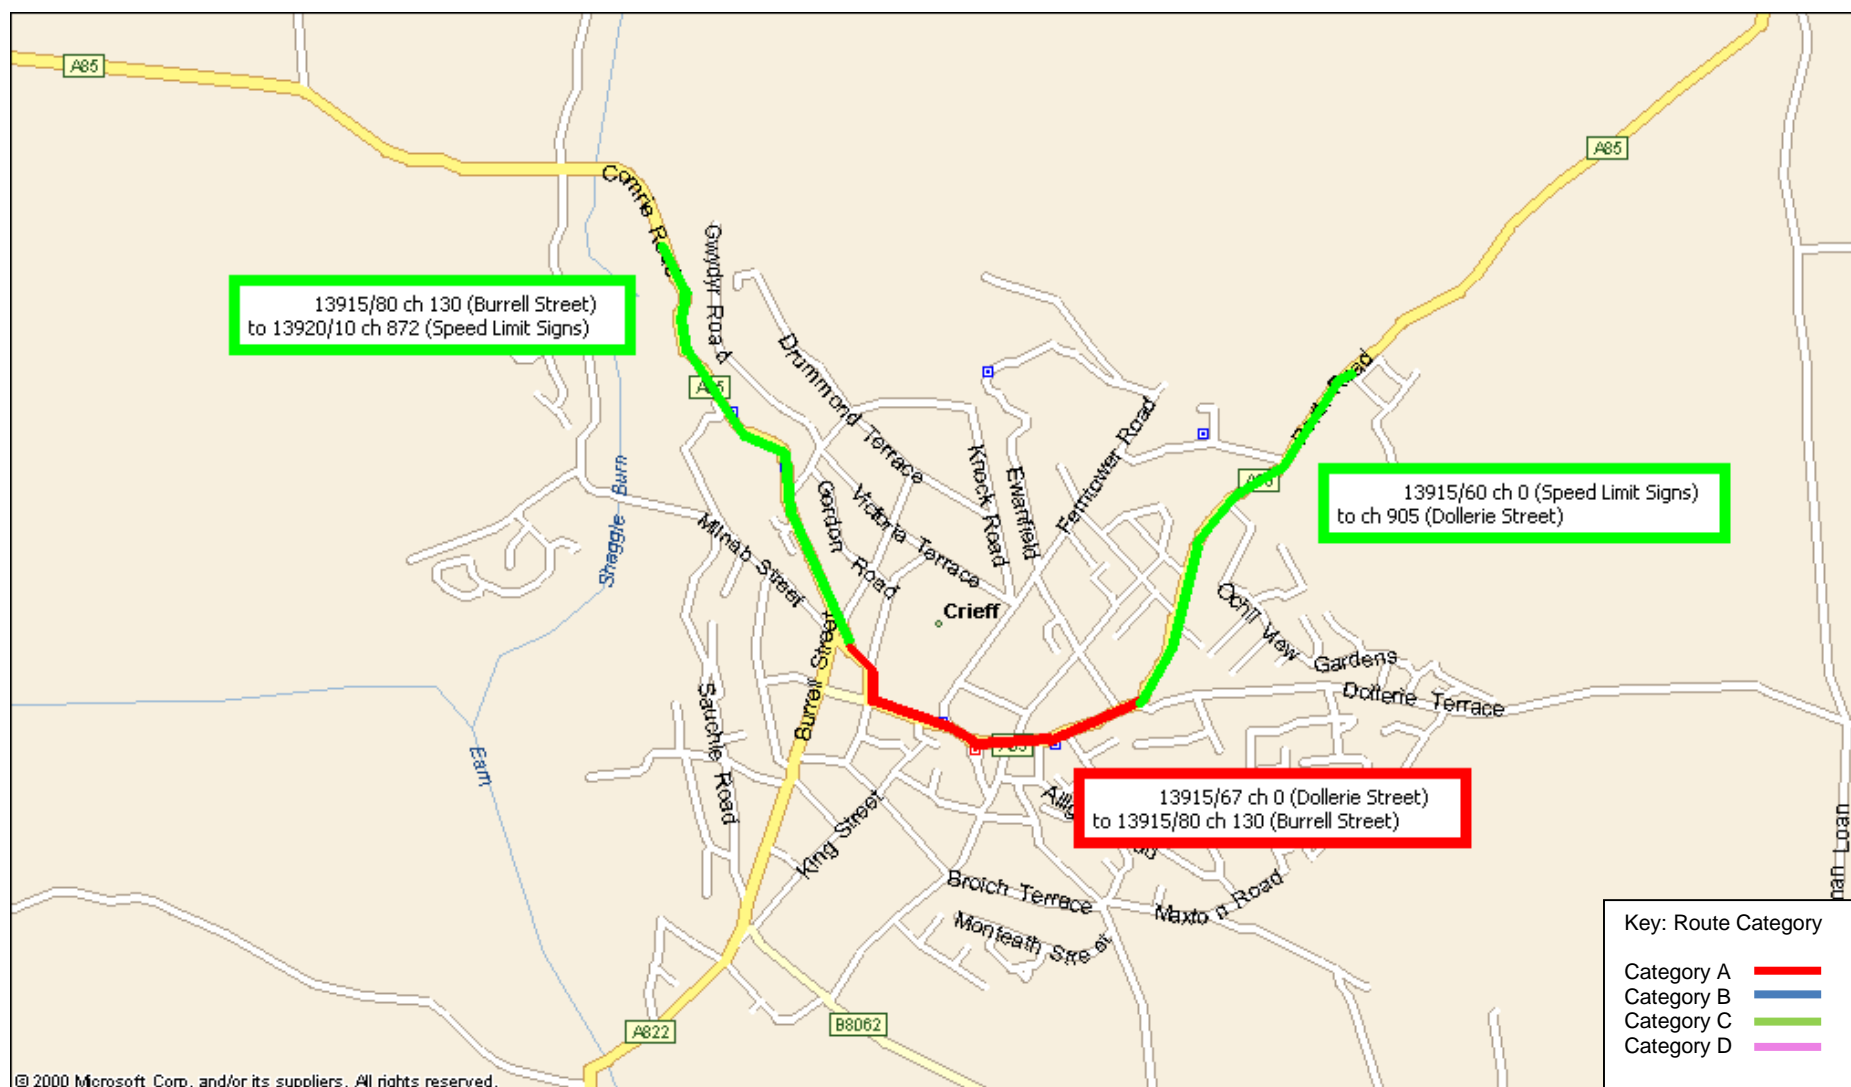 A85
A85
Comrie Road
Gwydyr Road
13915/80 ch 130 (Burrell Street)
to 13920/10 ch 872 (Speed Limit Signs)
Drummond Terrace
Road
Ferntower Road
Knock Road
Ewanfield
Victoria Terrace
Gordon Road
13915/60 ch 0 (Speed Limit Signs)
to ch 905 (Dollerie Street)
Shaggie Burn
Milnab Street
Crieff
Ochill View Gardens
Burrell Street
Sauchie Road
Dollerie Terrace
Earn
A85
13915/67 ch 0 (Dollerie Street)
to 13915/80 ch 130 (Burrell Street)
King Street
Broich Terrace
Maxton Road
Monteath Street
Loan
A822
B8062
Key: Route Category
Category A
Category B
Category C
Category D
© 2000 Microsoft Corp. and/or its suppliers. All rights reserved.